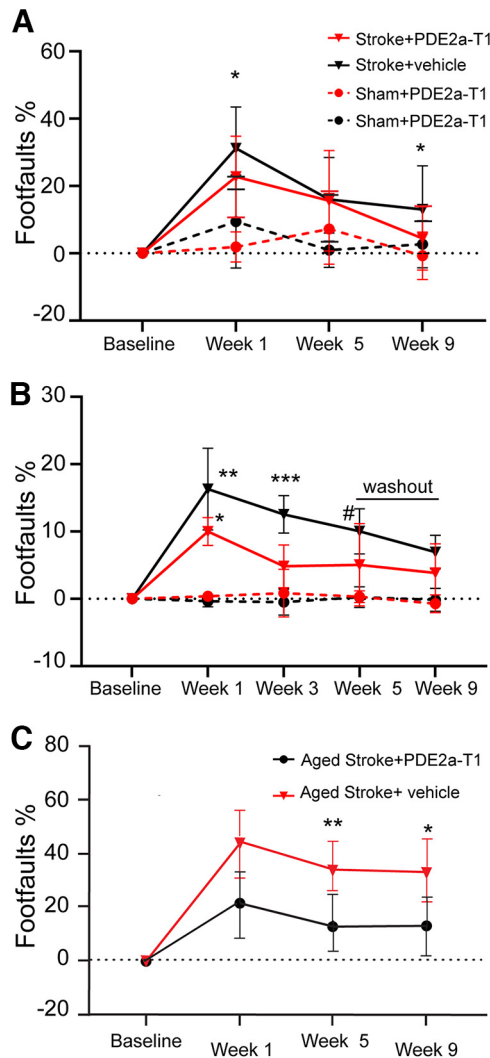 A
Stroke+PDE2a-T1
Stroke+vehicle
Sham+PDE2a-T1
Sham+PDE2a-T1
Footfaults %
60
40
20
0
-20
*
*
Baseline Week 1 Week 5 Week 9
B
Footfaults %
30
20
10
0
-10
**
*
***
#
washout
Baseline Week 1 Week 3 Week 5 Week 9
C
Aged Stroke+PDE2a-T1
Aged Stroke+ vehicle
Footfaults %
80
60
40
20
0
-20
**
*
Baseline Week 1 Week 5 Week 9